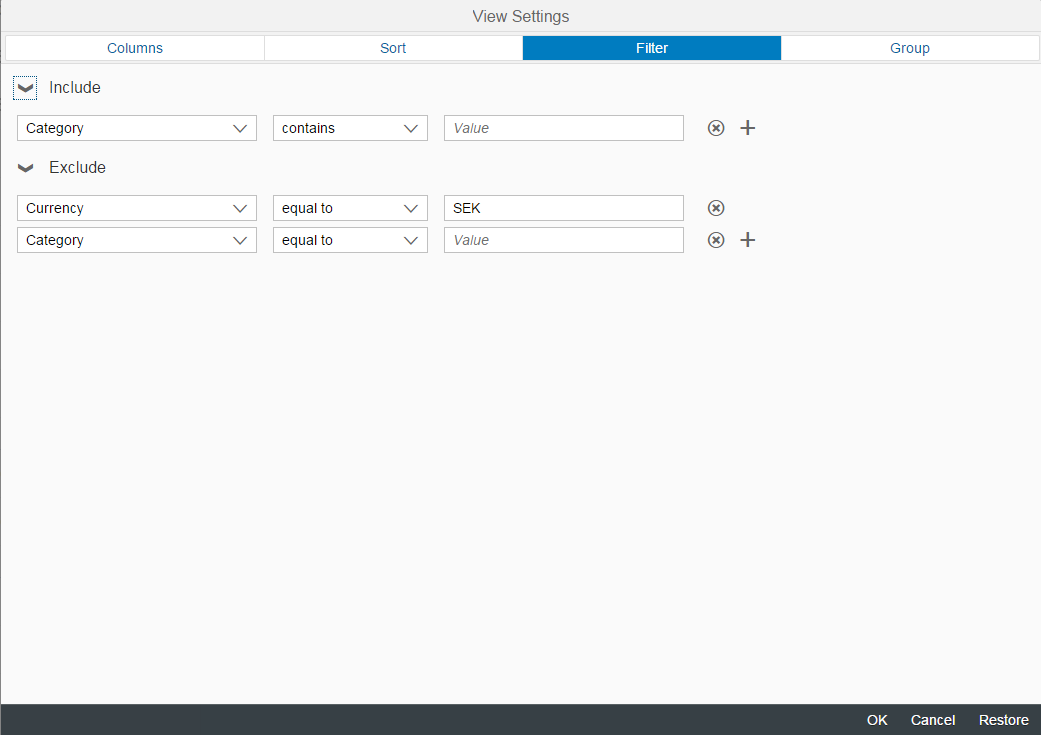 View Settings
Columns Sort Filter Group
Include
Category contains Value
Exclude
Currency equal to SEK
Category equal to Value
OK Cancel Restore